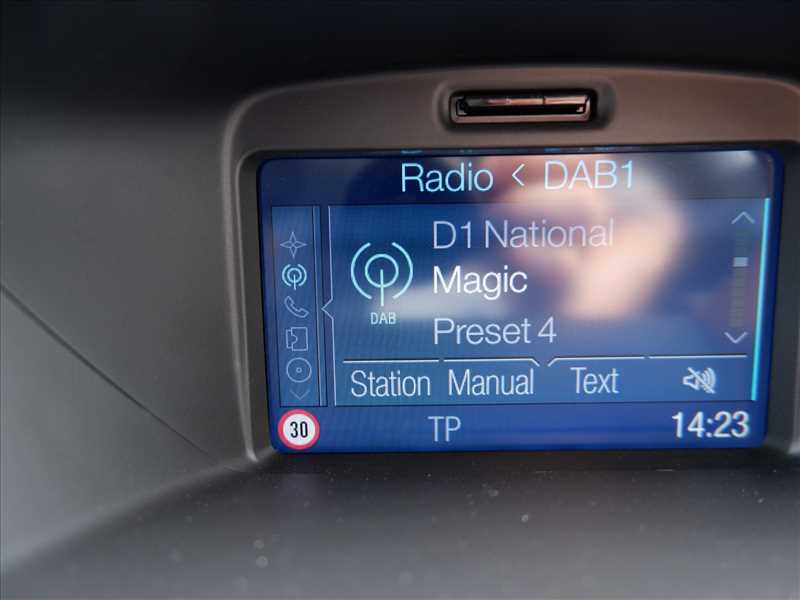 Radio < DAB1
D1 National
Magic
DAB
Preset 4
Station Manual Text
30 TP 14:23